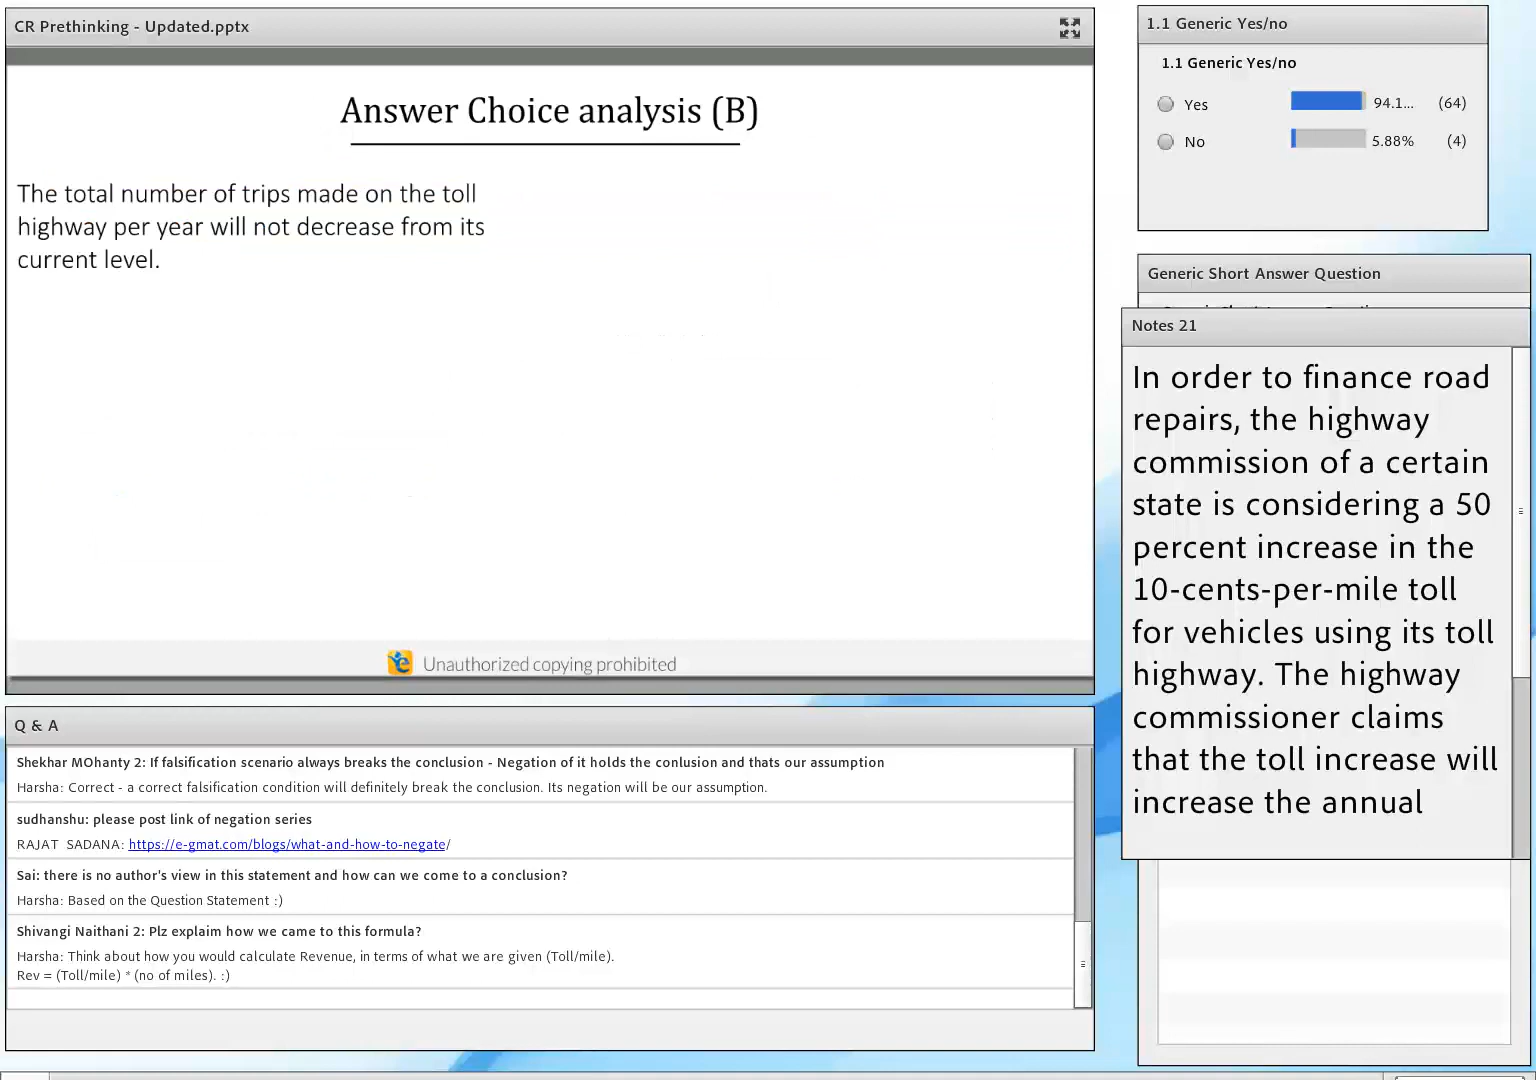 CR Prethinking - Updated.pptx
Answer Choice analysis (B)
The total number of trips made on the toll
highway per year will not decrease from its
current level.
Unauthorized copying prohibited
Q & A
Shekhar MOhanty 2: If falsification scenario always breaks the conclusion - Negation of it holds the conlusion and thats our assumption
Harsha: Correct - a correct falsification condition will definitely break the conclusion. Its negation will be our assumption.
sudhanshu: please post link of negation series
RAJAT SADANA: https://e-gmat.com/blogs/what-and-how-to-negate/
Sai: there is no author's view in this statement and how can we come to a conclusion?
Harsha: Based on the Question Statement :)
Shivangi Naithani 2: Plz explaim how we came to this formula?
Harsha: Think about how you would calculate Revenue, in terms of what we are given (Toll/mile).
Rev = (Toll/mile) * (no of miles). :)
1.1 Generic Yes/no
1.1 Generic Yes/no
Yes 94.1... (64)
No 5.88% (4)
Generic Short Answer Question
Notes 21
In order to finance road
repairs, the highway
commission of a certain
state is considering a 50
percent increase in the
10-cents-per-mile toll
for vehicles using its toll
highway. The highway
commissioner claims
that the toll increase will
increase the annual